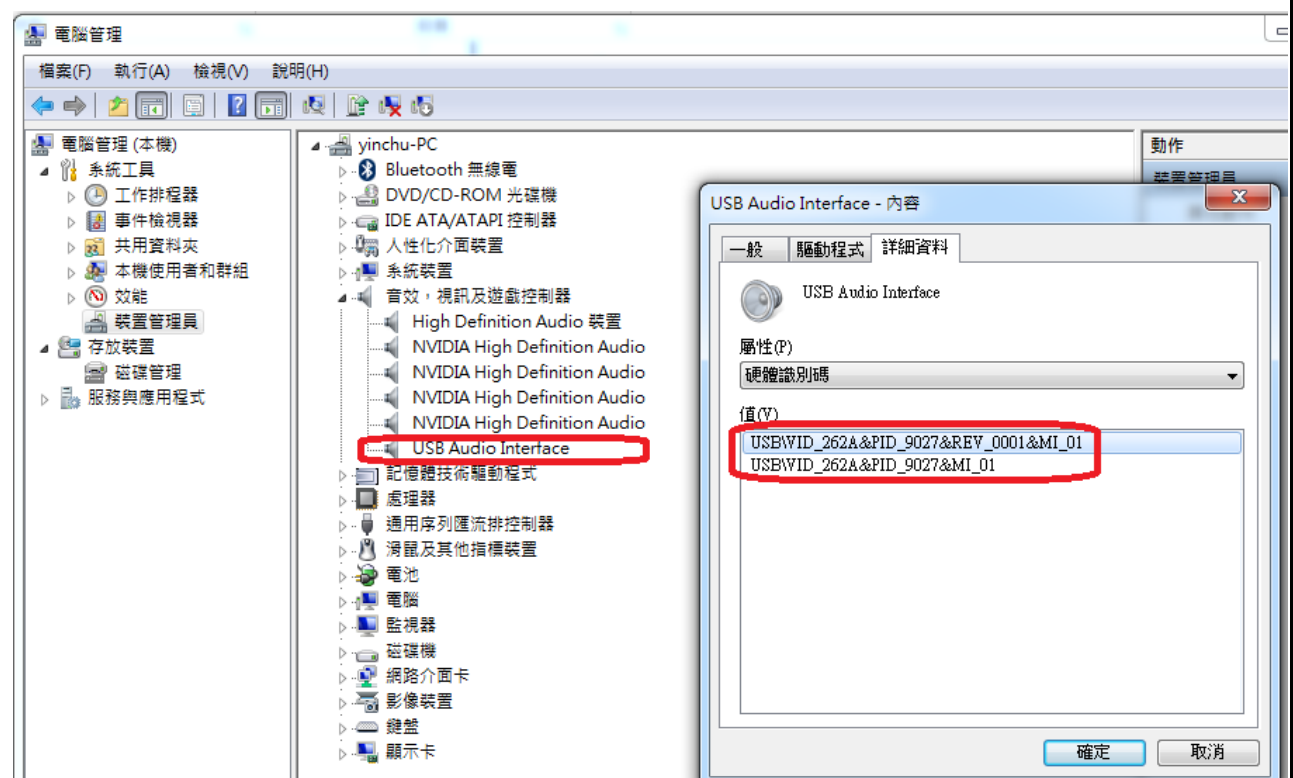 電腦管理
檔案(F) 執行(A) 檢視(V) 說明(H)
電腦管理 (本機)
系統工具
工作排程器
事件檢視器
共用資料夾
本機使用者和群組
效能
裝置管理員
存放裝置
磁碟管理
服務與應用程式
yinchu-PC
Bluetooth 無線電
DVD/CD-ROM 光碟機
IDE ATA/ATAPI 控制器
人性化介面裝置
系統裝置
音效，視訊及遊戲控制器
High Definition Audio 裝置
NVIDIA High Definition Audio
NVIDIA High Definition Audio
NVIDIA High Definition Audio
NVIDIA High Definition Audio
USB Audio Interface
記憶體技術驅動程式
處理器
通用序列匯流排控制器
滑鼠及其他指標裝置
電池
電腦
監視器
磁碟機
網路介面卡
影像裝置
鍵盤
顯示卡
動作
裝置管理員
USB Audio Interface - 內容
一般 驅動程式 詳細資料
USB Audio Interface
屬性(P)
硬體識別碼
值(V)
USB\VID_262A&PID_9027&REV_0001&MI_01
USB\VID_262A&PID_9027&MI_01
確定 取消